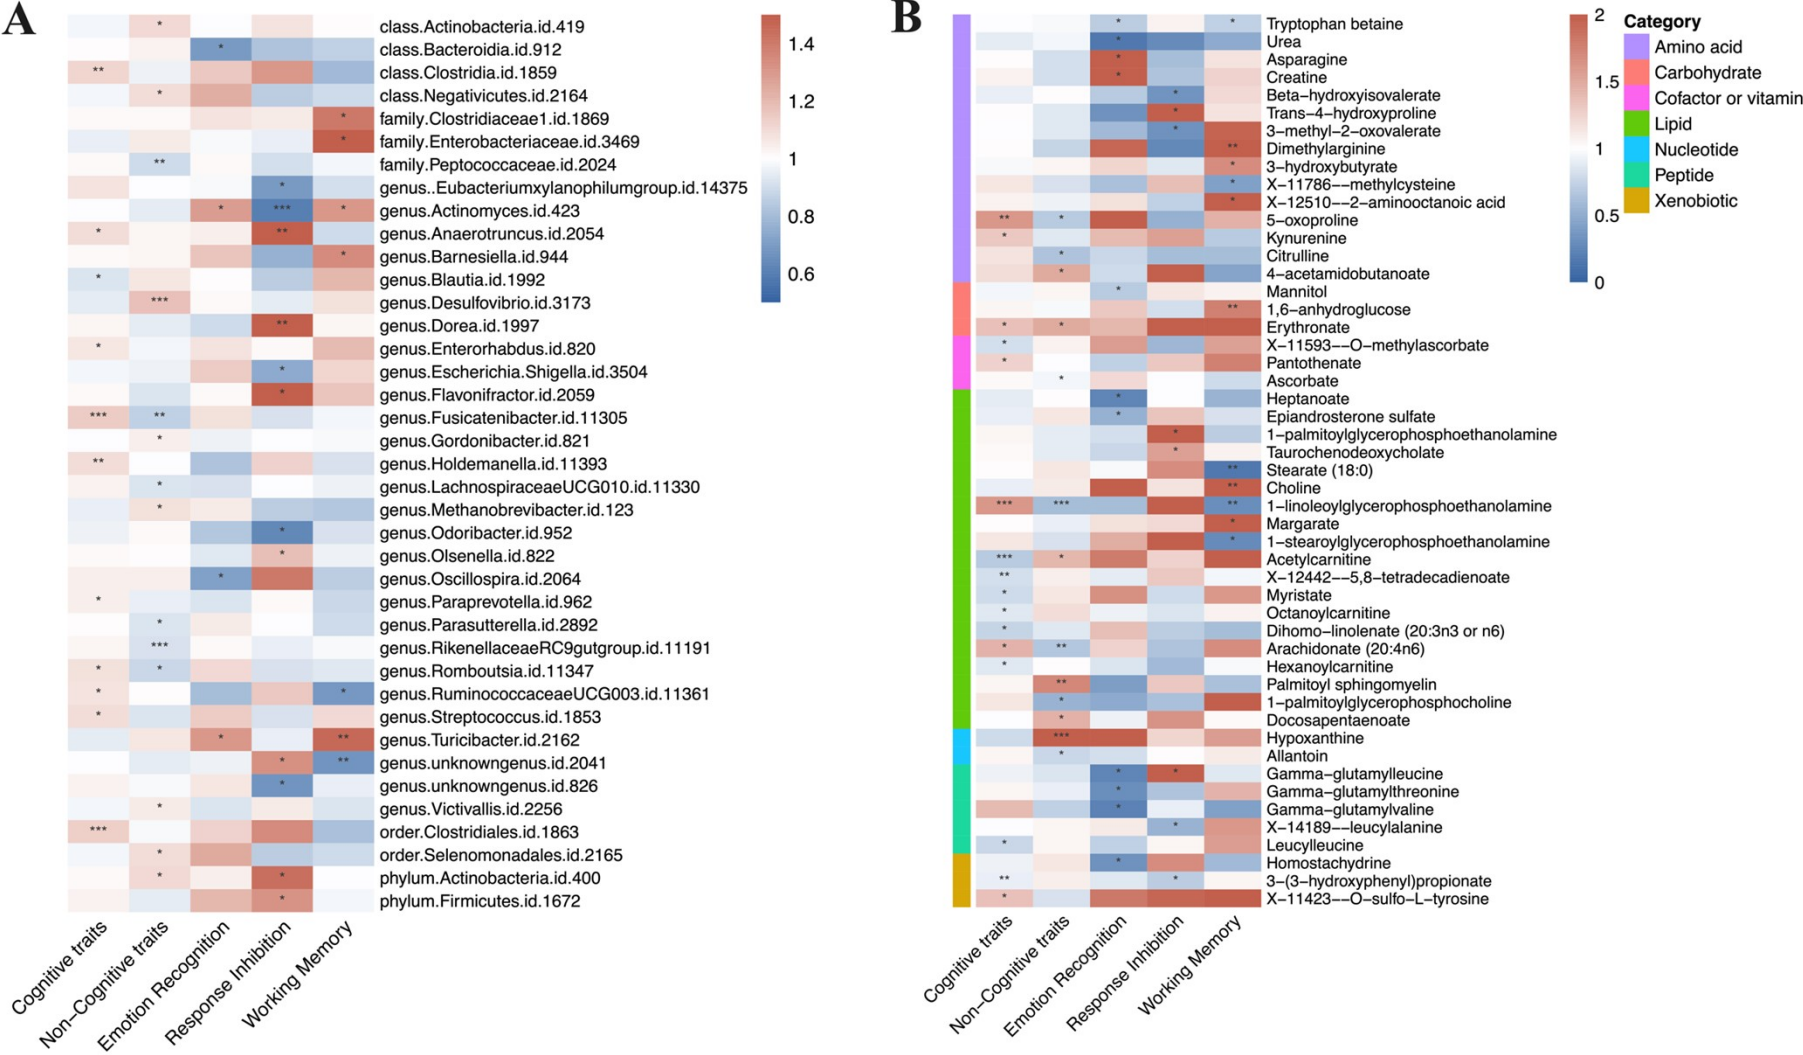 A
class.Actinobacteria.id.419
class.Bacteroidia.id.912
class.Clostridia.id.1859
class.Negativicutes.id.2164
family.Clostridiaceae1.id.1869
family.Enterobacteriaceae.id.3469
family.Peptococcaceae.id.2024
genus..Eubacteriumxylanophilumgroup.id.14375
genus.Actinomyces.id.423
genus.Anaerotruncus.id.2054
genus.Barnesiella.id.944
genus.Blautia.id.1992
genus.Desulfovibrio.id.3173
genus.Dorea.id.1997
genus.Enterorhabdus.id.820
genus.Escherichia.Shigella.id.3504
genus.Flavonifractor.id.2059
genus.Fusicatenibacter.id.11305
genus.Gordonibacter.id.821
genus.Holdemanella.id.11393
genus.LachnospiraceaeUCG010.id.11330
genus.Methanobrevibacter.id.123
genus.Odoribacter.id.952
genus.Olsenella.id.822
genus.Oscillospira.id.2064
genus.Paraprevotella.id.962
genus.Parasutterella.id.2892
genus.RikenellaceaeRC9gutgroup.id.11191
genus.Romboutsia.id.11347
genus.RuminococcaceaeUCG003.id.11361
genus.Streptococcus.id.1853
genus.Turicibacter.id.2162
genus.unknowngenus.id.2041
genus.unknowngenus.id.826
genus.Victivallis.id.2256
order.Clostridiales.id.1863
order.Selenomonadales.id.2165
phylum.Actinobacteria.id.400
phylum.Firmicutes.id.1672
Cognitive traits
Non−Cognitive traits
Emotion Recognition
Response Inhibition
Working Memory
1.4
1.2
1
0.8
0.6
B
Tryptophan betaine
Urea
Asparagine
Creatine
Beta−hydroxyisovalerate
Trans−4−hydroxyproline
3−methyl−2−oxovalerate
Dimethylarginine
3−hydroxybutyrate
X−11786−−methylcysteine
X−12510−−2−aminooctanoic acid
5−oxoproline
Kynurenine
Citrulline
4−acetamidobutanoate
Mannitol
1,6−anhydroglucose
Erythronate
X−11593−−O−methylascorbate
Pantothenate
Ascorbate
Heptanoate
Epiandrosterone sulfate
1−palmitoylglycerophosphoethanolamine
Taurochenodeoxycholate
Stearate (18:0)
Choline
1−linoleoylglycerophosphoethanolamine
Margarate
1−stearoylglycerophosphoethanolamine
Acetylcarnitine
X−12442−−5,8−tetradecadienoate
Myristate
Octanoylcarnitine
Dihomo−linolenate (20:3n3 or n6)
Arachidonate (20:4n6)
Hexanoylcarnitine
Palmitoyl sphingomyelin
1−palmitoylglycerophosphocholine
Docosapentaenoate
Hypoxanthine
Allantoin
Gamma−glutamylleucine
Gamma−glutamylthreonine
Gamma−glutamylvaline
X−14189−−leucylalanine
Leucylleucine
Homostachydrine
3−(3−hydroxyphenyl)propionate
X−11423−−O−sulfo−L−tyrosine
Cognitive traits
Non−Cognitive traits
Emotion Recognition
Response Inhibition
Working Memory
2
1.5
1
0.5
0
Category
Amino acid
Carbohydrate
Cofactor or vitamin
Lipid
Nucleotide
Peptide
Xenobiotic